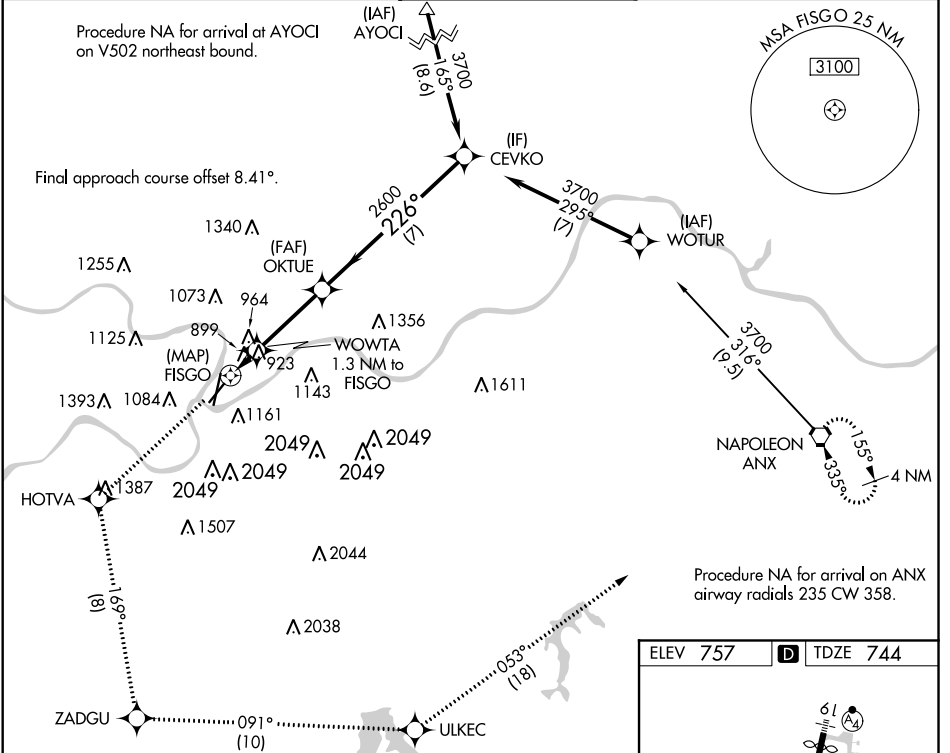 Procedure NA for arrival at AYOCI
on V502 northeast bound.
(IAF)
AYOCI
3700
165°
(8.6)
MSA FISGO 25 NM
3100
(IF)
CEVKO
Final approach course offset 8.41°.
2600
226°
(7)
3700
295°
(7)
(IAF)
WOTUR
1340
(FAF)
OKTUE
1255
1073
964
899
1125
1356
WOWTA
1.3 NM to
FISGO
923
(MAP)
FISGO
1143
1611
3700
316°
(9.5)
1393
1084
1161
2049
2049
2049
2049
2049
NAPOLEON
ANX
155°
335°
4 NM
HOTVA
1387
1507
2044
169°
(8)
Procedure NA for arrival on ANX
airway radials 235 CW 358.
2038
053°
(18)
ELEV 757
D
TDZE 744
19
A4
ZADGU
091°
(10)
ULKEC